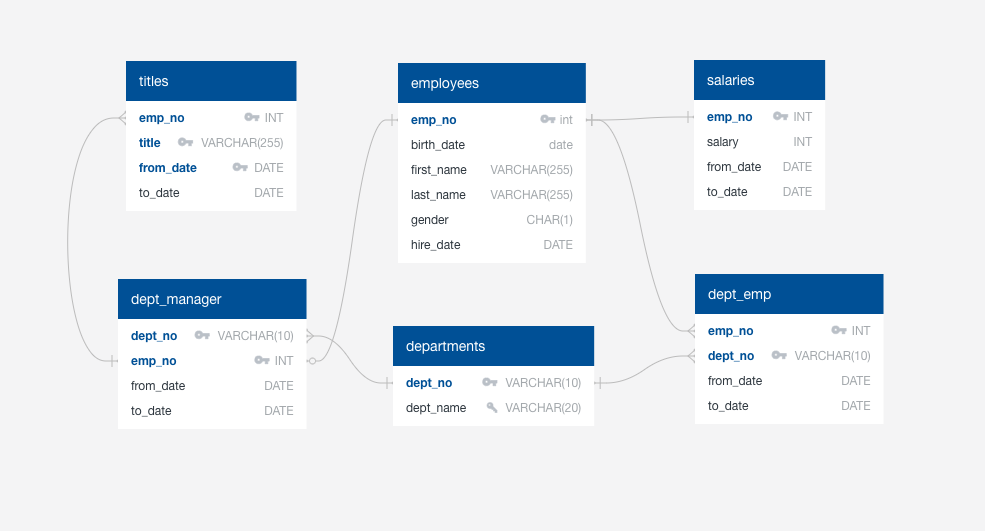 titles
emp_no INT
title VARCHAR(255)
from_date DATE
to_date DATE
employees
emp_no int
birth_date date
first_name VARCHAR(255)
last_name VARCHAR(255)
gender CHAR(1)
hire_date DATE
salaries
emp_no INT
salary INT
from_date DATE
to_date DATE
dept_manager
dept_no VARCHAR(10)
emp_no INT
from_date DATE
to_date DATE
departments
dept_no VARCHAR(10)
dept_name VARCHAR(20)
dept_emp
emp_no INT
dept_no VARCHAR(10)
from_date DATE
to_date DATE